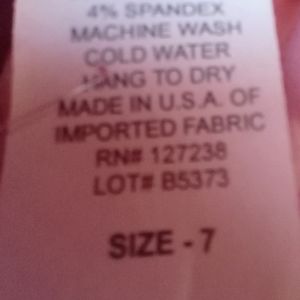 4% SPANDEX
MACHINE WASH
COLD WATER
HANG TO DRY
MADE IN U.S.A. OF
IMPORTED FABRIC
RN# 127238
LOT# B5373
SIZE - 7